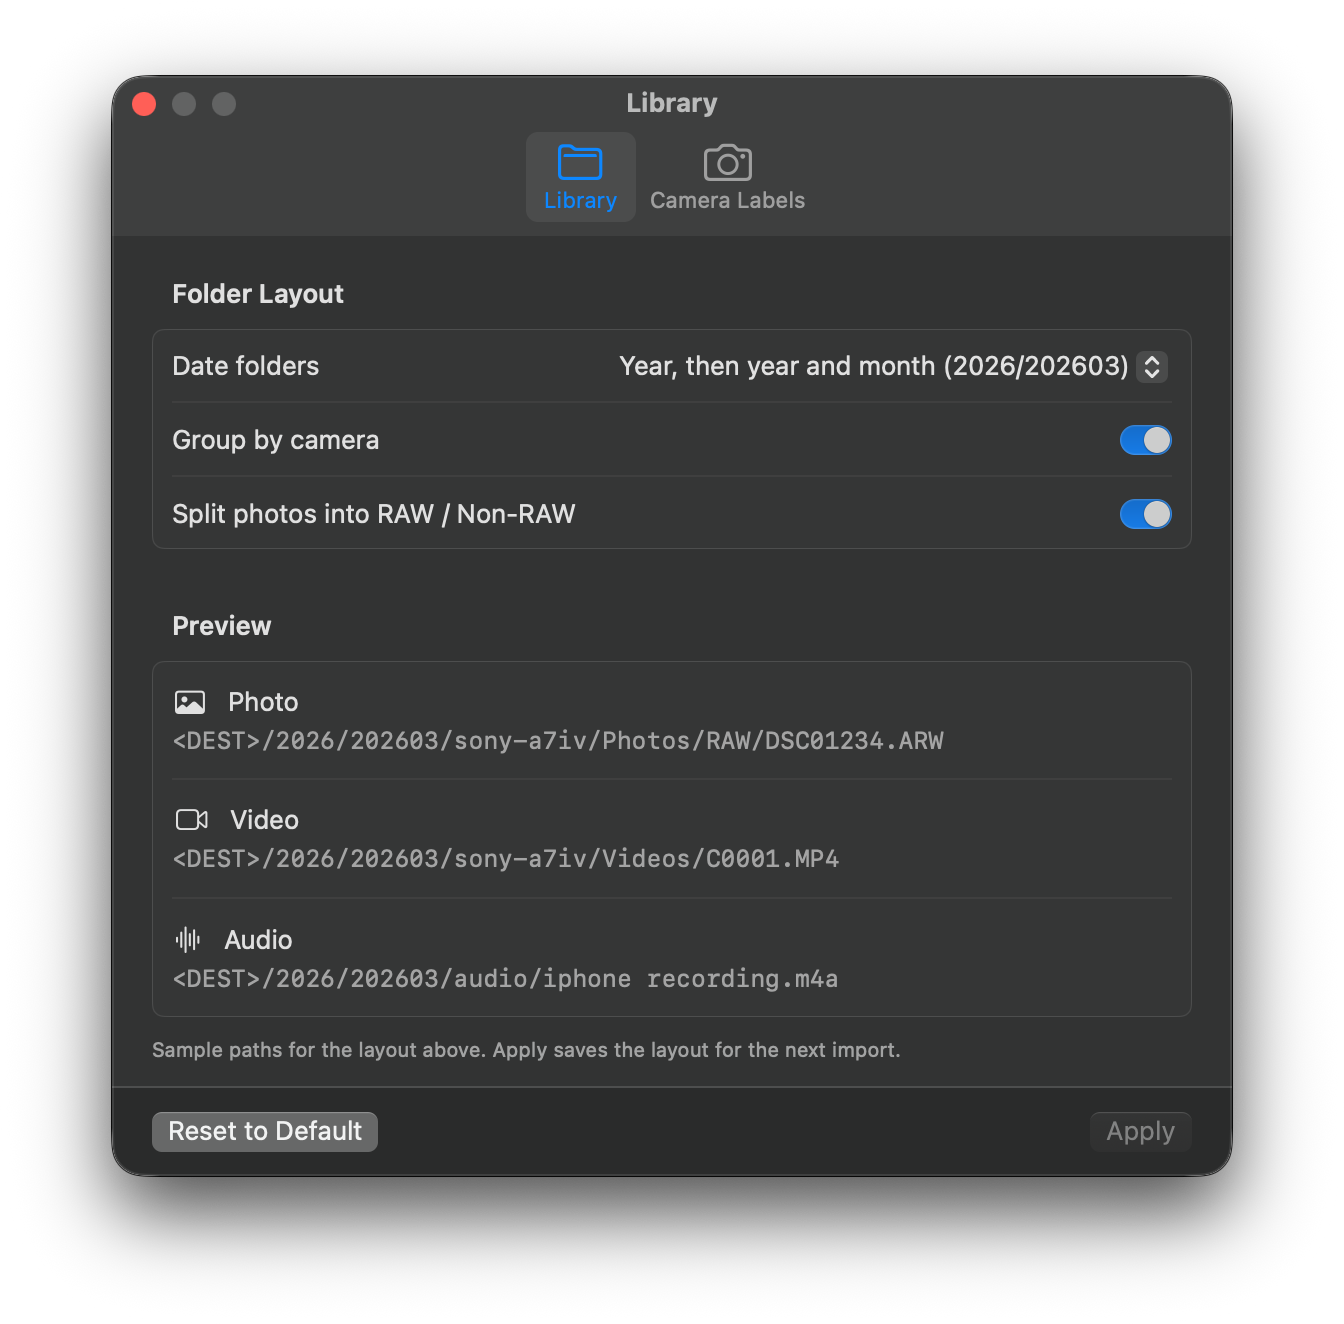 Library
Library
Camera Labels
Folder Layout
Date folders
Year, then year and month (2026/202603)
Group by camera
Split photos into RAW / Non-RAW
Preview
Photo
<DEST>/2026/202603/sony-a7iv/Photos/RAW/DSC01234.ARW
Video
<DEST>/2026/202603/sony-a7iv/Videos/C0001.MP4
Audio
<DEST>/2026/202603/audio/iphone recording.m4a
Sample paths for the layout above. Apply saves the layout for the next import.
Reset to Default
Apply